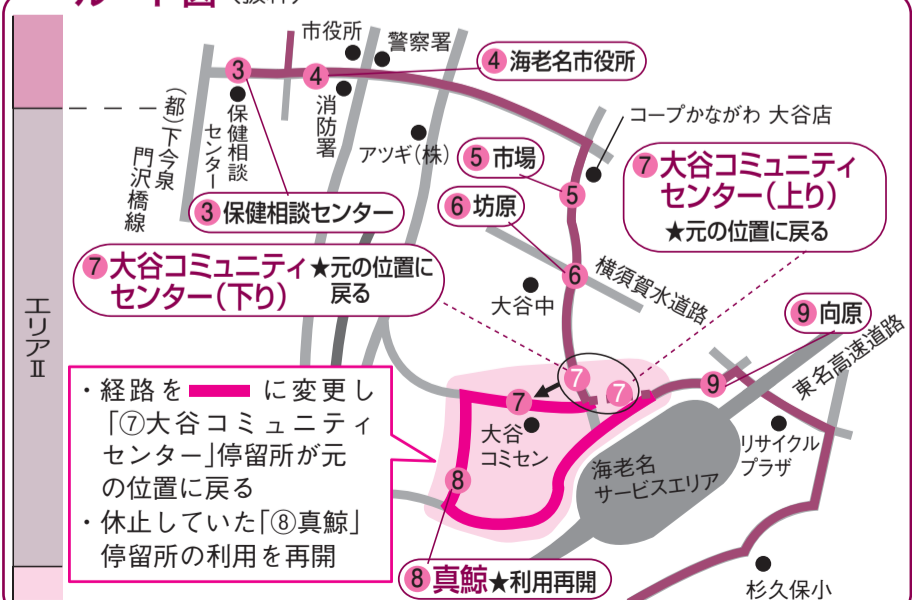 市役所
警察署
③
④
④海老名市役所
保健相談
センター
消防署
(都)下今泉
門沢橋線
アツギ(株)
コープかながわ 大谷店
③保健相談センター
⑤市場
⑤
⑥坊原
⑥
⑦大谷コミュニティ
センター(上り)
★元の位置に戻る
⑦大谷コミュニティ
センター(下り)
★元の位置に
戻る
大谷中
横須賀水道路
⑨向原
東名高速道路
エリアⅡ
・経路を に変更し
「⑦大谷コミュニティ
センター」停留所が元
の位置に戻る
・休止していた「⑧真鯨」
停留所の利用を再開
⑦
⑦
⑦
⑨
大谷
コミセン
⑧
海老名
サービスエリア
リサイクル
プラザ
⑧真鯨★利用再開
杉久保小